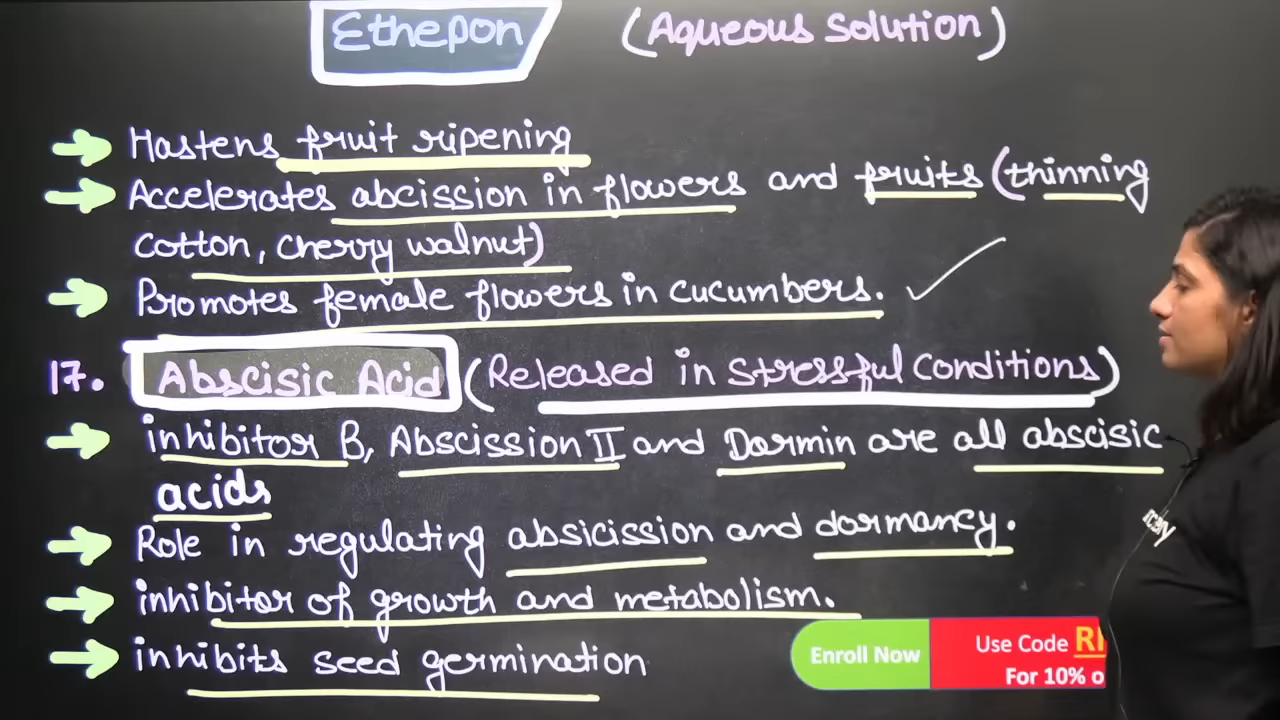 Ethepon (Aqueous Solution)
Hastens fruit ripening
Accelerates abcission in flowers and fruits (thinning
cotton, cherry walnut)
Promotes female flowers in cucumbers.
17. Abscisic Acid (Released in Stressful Conditions)
inhibitor B, Abscission II and Dormin are all abscisic
acids
Role in regulating absicission and dormancy.
inhibitor of growth and metabolism.
inhibits seed germination
Enroll Now
Use Code
For 10%